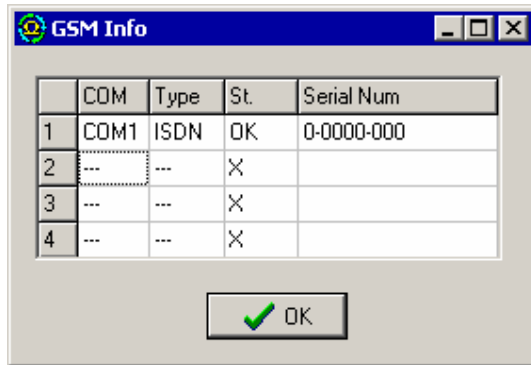 GSM Info
COM Type St. Serial Num
1 COM1 ISDN OK 0-0000-000
2 --- --- X
3 --- --- X
4 --- --- X
OK